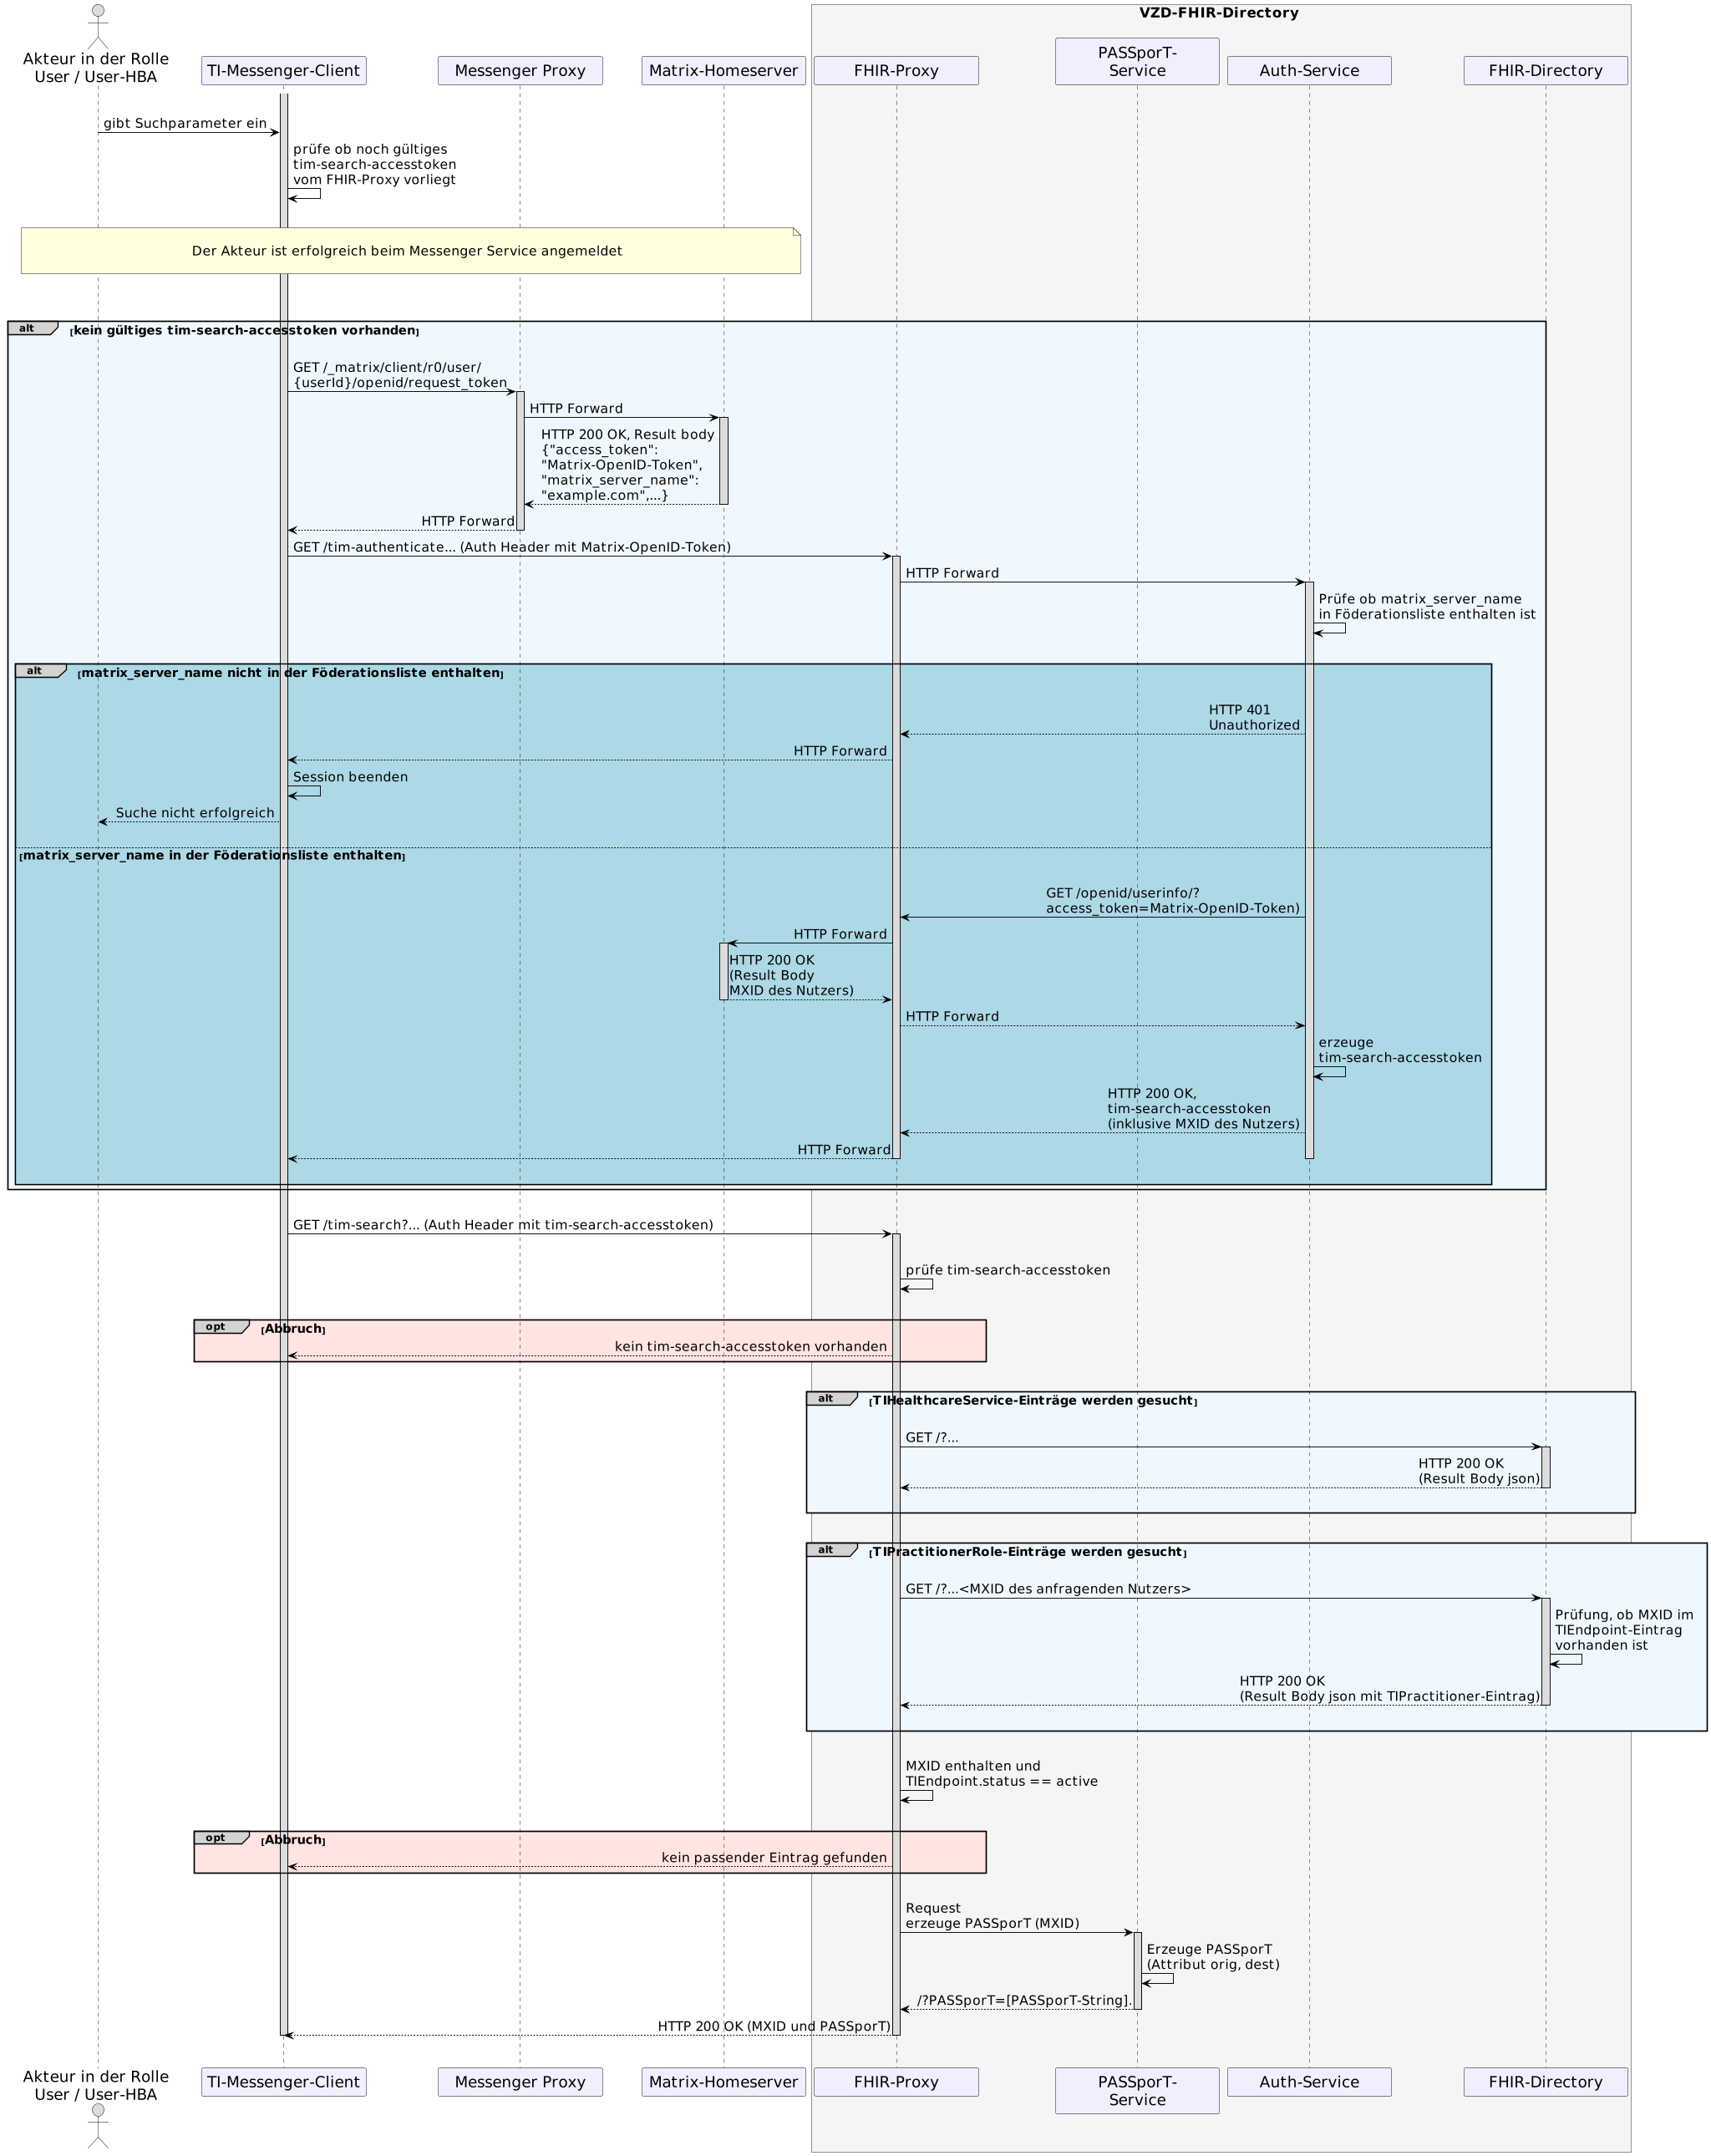 VZD-FHIR-Directory
Akteur in der Rolle
User / User-HBA
TI-Messenger-Client
Messenger Proxy
Matrix-Homeserver
FHIR-Proxy
PASSporT-
Service
Auth-Service
FHIR-Directory
gibt Suchparameter ein
prüfe ob noch gültiges
tim-search-accesstoken
vom FHIR-Proxy vorliegt
Der Akteur ist erfolgreich beim Messenger Service angemeldet
alt [kein gültiges tim-search-accesstoken vorhanden]
GET /_matrix/client/r0/user/
{userId}/openid/request_token
HTTP Forward
HTTP 200 OK, Result body
{"access_token":
"Matrix-OpenID-Token",
"matrix_server_name":
"example.com",...}
HTTP Forward
GET /tim-authenticate... (Auth Header mit Matrix-OpenID-Token)
HTTP Forward
Prüfe ob matrix_server_name
in Föderationsliste enthalten ist
alt [matrix_server_name nicht in der Föderationsliste enthalten]
HTTP 401
Unauthorized
HTTP Forward
Session beenden
Suche nicht erfolgreich
[matrix_server_name in der Föderationsliste enthalten]
GET /openid/userinfo/?
access_token=Matrix-OpenID-Token)
HTTP Forward
HTTP 200 OK
(Result Body
MXID des Nutzers)
HTTP Forward
erzeuge
tim-search-accesstoken
HTTP 200 OK,
tim-search-accesstoken
(inklusive MXID des Nutzers)
HTTP Forward
GET /tim-search?... (Auth Header mit tim-search-accesstoken)
prüfe tim-search-accesstoken
opt [Abbruch]
kein tim-search-accesstoken vorhanden
alt [TIHealthcareService-Einträge werden gesucht]
GET /?...
HTTP 200 OK
(Result Body json)
alt [TIPractitionerRole-Einträge werden gesucht]
GET /?...<MXID des anfragenden Nutzers>
Prüfung, ob MXID im
TIEndpoint-Eintrag
vorhanden ist
HTTP 200 OK
(Result Body json mit TIPractitioner-Eintrag)
MXID enthalten und
TIEndpoint.status == active
opt [Abbruch]
kein passender Eintrag gefunden
Request
erzeuge PASSporT (MXID)
Erzeuge PASSporT
(Attribut orig, dest)
/?PASSporT=[PASSporT-String].
HTTP 200 OK (MXID und PASSporT)
Akteur in der Rolle
User / User-HBA
TI-Messenger-Client
Messenger Proxy
Matrix-Homeserver
FHIR-Proxy
PASSporT-
Service
Auth-Service
FHIR-Directory